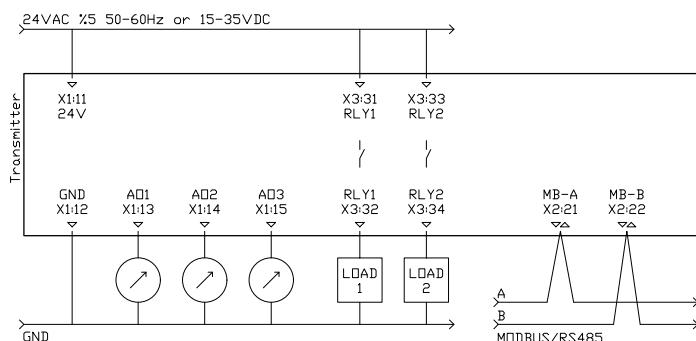 24VAC %5 50-60Hz or 15-35VDC
Transmitter
X1:11
24V
X3:31
RLY1
X3:33
RLY2
GND
X1:12
AO1
X1:13
AO2
X1:14
AO3
X1:15
RLY1
X3:32
RLY2
X3:34
MB-A
X2:21
MB-B
X2:22
LOAD
1
LOAD
2
A
B
GND
MODBUS/RS485